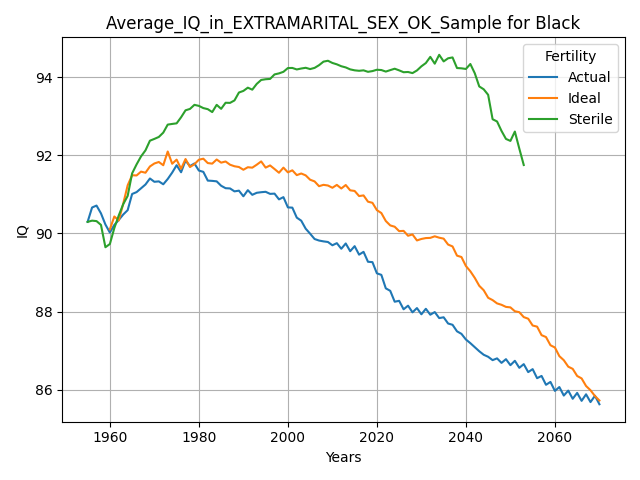 Average_IQ_in_EXTRAMARITAL_SEX_OK_Sample for Black
Fertility
Actual
Ideal
Sterile
IQ
94
92
90
88
86
1960
1980
2000
2020
2040
2060
Years